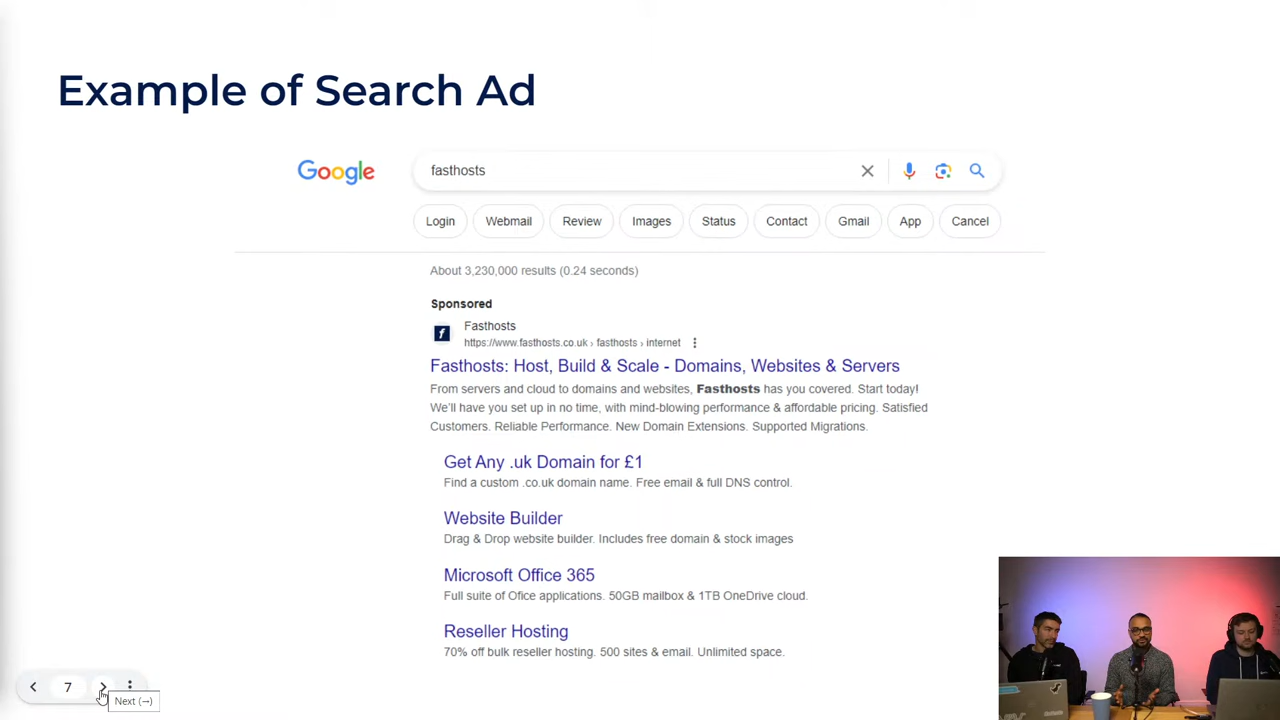 Example of Search Ad
Google
fasthosts
Login Webmail Review Images Status Contact Gmail App Cancel
About 3,230,000 results (0.24 seconds)
Sponsored
f
Fasthosts
https://www.fasthosts.co.uk › fasthosts › internet
Fasthosts: Host, Build & Scale - Domains, Websites & Servers
From servers and cloud to domains and websites, Fasthosts has you covered. Start today!
We'll have you set up in no time, with mind-blowing performance & affordable pricing. Satisfied
Customers. Reliable Performance. New Domain Extensions. Supported Migrations.
Get Any .uk Domain for £1
Find a custom .co.uk domain name. Free email & full DNS control.
Website Builder
Drag & Drop website builder. Includes free domain & stock images
Microsoft Office 365
Full suite of Ofice applications. 50GB mailbox & 1TB OneDrive cloud.
Reseller Hosting
70% off bulk reseller hosting. 500 sites & email. Unlimited space.
7
Next (→)